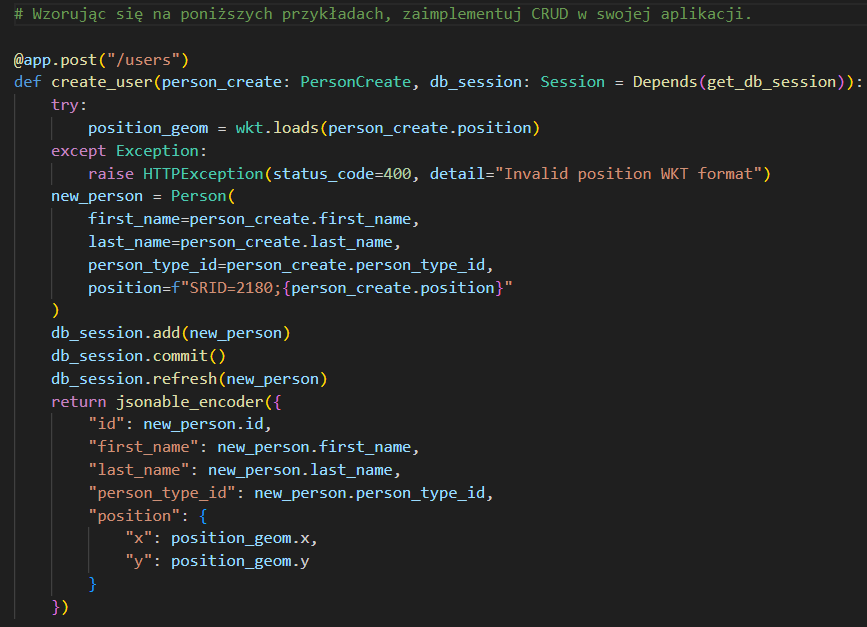 # Wzorując się na poniższych przykładach, zaimplementuj CRUD w swojej aplikacji.
@app.post("/users")
def create_user(person_create: PersonCreate, db_session: Session = Depends(get_db_session)):
    try:
        position_geom = wkt.loads(person_create.position)
    except Exception:
        raise HTTPException(status_code=400, detail="Invalid position WKT format")
    new_person = Person(
        first_name=person_create.first_name,
        last_name=person_create.last_name,
        person_type_id=person_create.person_type_id,
        position=f"SRID=2180;{person_create.position}"
    )
    db_session.add(new_person)
    db_session.commit()
    db_session.refresh(new_person)
    return jsonable_encoder({
        "id": new_person.id,
        "first_name": new_person.first_name,
        "last_name": new_person.last_name,
        "person_type_id": new_person.person_type_id,
        "position": {
            "x": position_geom.x,
            "y": position_geom.y
        }
    })